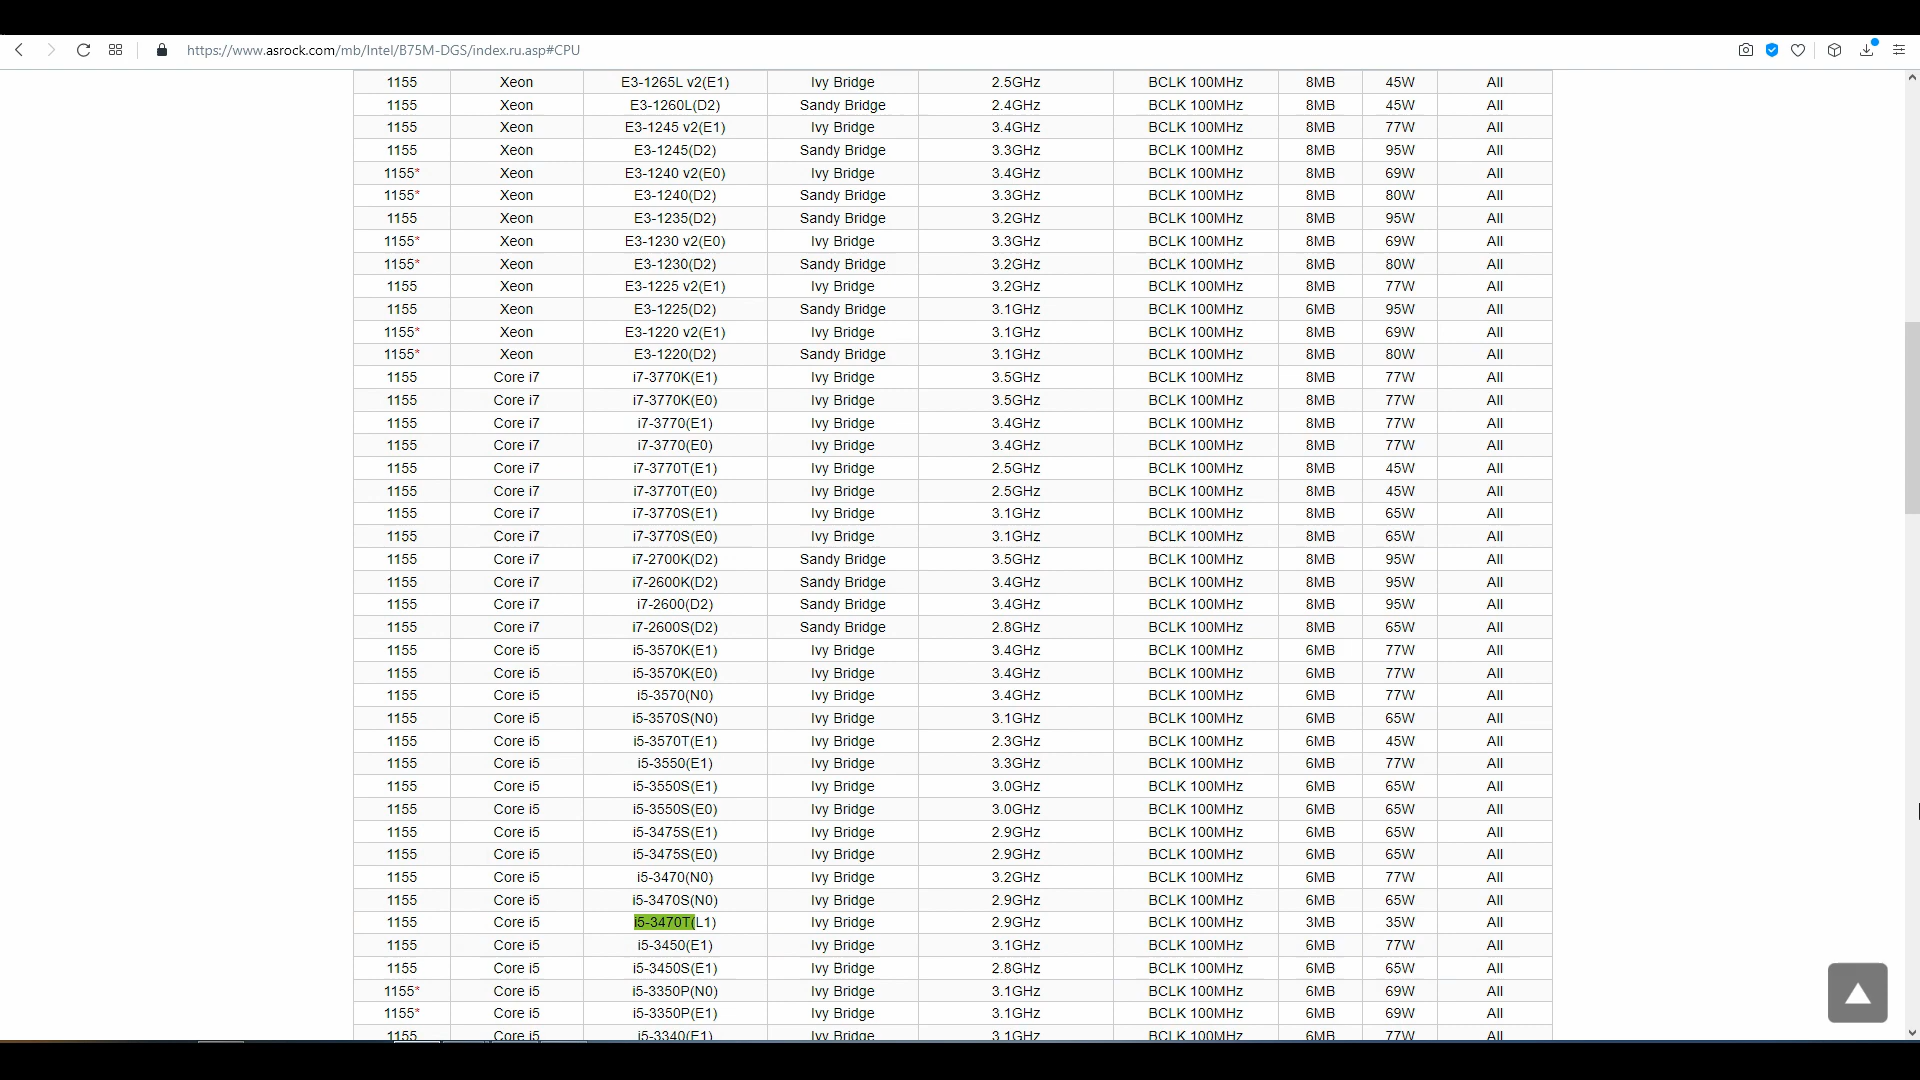 https://www.asrock.com/mb/Intel/B75M-DGS/index.ru.asp#CPU
1155 Xeon E3-1265L v2(E1) Ivy Bridge 2.5GHz BCLK 100MHz 8MB 45W All
1155 Xeon E3-1260L(D2) Sandy Bridge 2.4GHz BCLK 100MHz 8MB 45W All
1155 Xeon E3-1245 v2(E1) Ivy Bridge 3.4GHz BCLK 100MHz 8MB 77W All
1155 Xeon E3-1245(D2) Sandy Bridge 3.3GHz BCLK 100MHz 8MB 95W All
1155* Xeon E3-1240 v2(E0) Ivy Bridge 3.4GHz BCLK 100MHz 8MB 69W All
1155* Xeon E3-1240(D2) Sandy Bridge 3.3GHz BCLK 100MHz 8MB 80W All
1155 Xeon E3-1235(D2) Sandy Bridge 3.2GHz BCLK 100MHz 8MB 95W All
1155* Xeon E3-1230 v2(E0) Ivy Bridge 3.3GHz BCLK 100MHz 8MB 69W All
1155* Xeon E3-1230(D2) Sandy Bridge 3.2GHz BCLK 100MHz 8MB 80W All
1155 Xeon E3-1225 v2(E1) Ivy Bridge 3.2GHz BCLK 100MHz 8MB 77W All
1155 Xeon E3-1225(D2) Sandy Bridge 3.1GHz BCLK 100MHz 6MB 95W All
1155* Xeon E3-1220 v2(E1) Ivy Bridge 3.1GHz BCLK 100MHz 8MB 69W All
1155* Xeon E3-1220(D2) Sandy Bridge 3.1GHz BCLK 100MHz 8MB 80W All
1155 Core i7 i7-3770K(E1) Ivy Bridge 3.5GHz BCLK 100MHz 8MB 77W All
1155 Core i7 i7-3770K(E0) Ivy Bridge 3.5GHz BCLK 100MHz 8MB 77W All
1155 Core i7 i7-3770(E1) Ivy Bridge 3.4GHz BCLK 100MHz 8MB 77W All
1155 Core i7 i7-3770(E0) Ivy Bridge 3.4GHz BCLK 100MHz 8MB 77W All
1155 Core i7 i7-3770T(E1) Ivy Bridge 2.5GHz BCLK 100MHz 8MB 45W All
1155 Core i7 i7-3770T(E0) Ivy Bridge 2.5GHz BCLK 100MHz 8MB 45W All
1155 Core i7 i7-3770S(E1) Ivy Bridge 3.1GHz BCLK 100MHz 8MB 65W All
1155 Core i7 i7-3770S(E0) Ivy Bridge 3.1GHz BCLK 100MHz 8MB 65W All
1155 Core i7 i7-2700K(D2) Sandy Bridge 3.5GHz BCLK 100MHz 8MB 95W All
1155 Core i7 i7-2600K(D2) Sandy Bridge 3.4GHz BCLK 100MHz 8MB 95W All
1155 Core i7 i7-2600(D2) Sandy Bridge 3.4GHz BCLK 100MHz 8MB 95W All
1155 Core i7 i7-2600S(D2) Sandy Bridge 2.8GHz BCLK 100MHz 8MB 65W All
1155 Core i5 i5-3570K(E1) Ivy Bridge 3.4GHz BCLK 100MHz 6MB 77W All
1155 Core i5 i5-3570K(E0) Ivy Bridge 3.4GHz BCLK 100MHz 6MB 77W All
1155 Core i5 i5-3570(N0) Ivy Bridge 3.4GHz BCLK 100MHz 6MB 77W All
1155 Core i5 i5-3570S(N0) Ivy Bridge 3.1GHz BCLK 100MHz 6MB 65W All
1155 Core i5 i5-3570T(E1) Ivy Bridge 2.3GHz BCLK 100MHz 6MB 45W All
1155 Core i5 i5-3550(E1) Ivy Bridge 3.3GHz BCLK 100MHz 6MB 77W All
1155 Core i5 i5-3550S(E1) Ivy Bridge 3.0GHz BCLK 100MHz 6MB 65W All
1155 Core i5 i5-3550S(E0) Ivy Bridge 3.0GHz BCLK 100MHz 6MB 65W All
1155 Core i5 i5-3475S(E1) Ivy Bridge 2.9GHz BCLK 100MHz 6MB 65W All
1155 Core i5 i5-3475S(E0) Ivy Bridge 2.9GHz BCLK 100MHz 6MB 65W All
1155 Core i5 i5-3470(N0) Ivy Bridge 3.2GHz BCLK 100MHz 6MB 77W All
1155 Core i5 i5-3470S(N0) Ivy Bridge 2.9GHz BCLK 100MHz 6MB 65W All
1155 Core i5 i5-3470T(L1) Ivy Bridge 2.9GHz BCLK 100MHz 3MB 35W All
1155 Core i5 i5-3450(E1) Ivy Bridge 3.1GHz BCLK 100MHz 6MB 77W All
1155 Core i5 i5-3450S(E1) Ivy Bridge 2.8GHz BCLK 100MHz 6MB 65W All
1155* Core i5 i5-3350P(N0) Ivy Bridge 3.1GHz BCLK 100MHz 6MB 69W All
1155* Core i5 i5-3350P(E1) Ivy Bridge 3.1GHz BCLK 100MHz 6MB 69W All
1155 Core i5 i5-3340(E1) Ivy Bridge 3.1GHz BCLK 100MHz 6MB 77W All